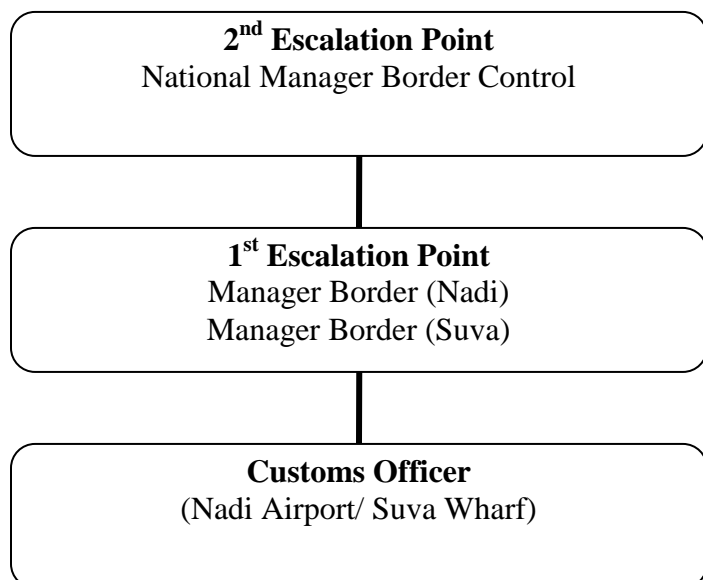 2nd Escalation Point
National Manager Border Control
1st Escalation Point
Manager Border (Nadi)
Manager Border (Suva)
Customs Officer
(Nadi Airport/ Suva Wharf)